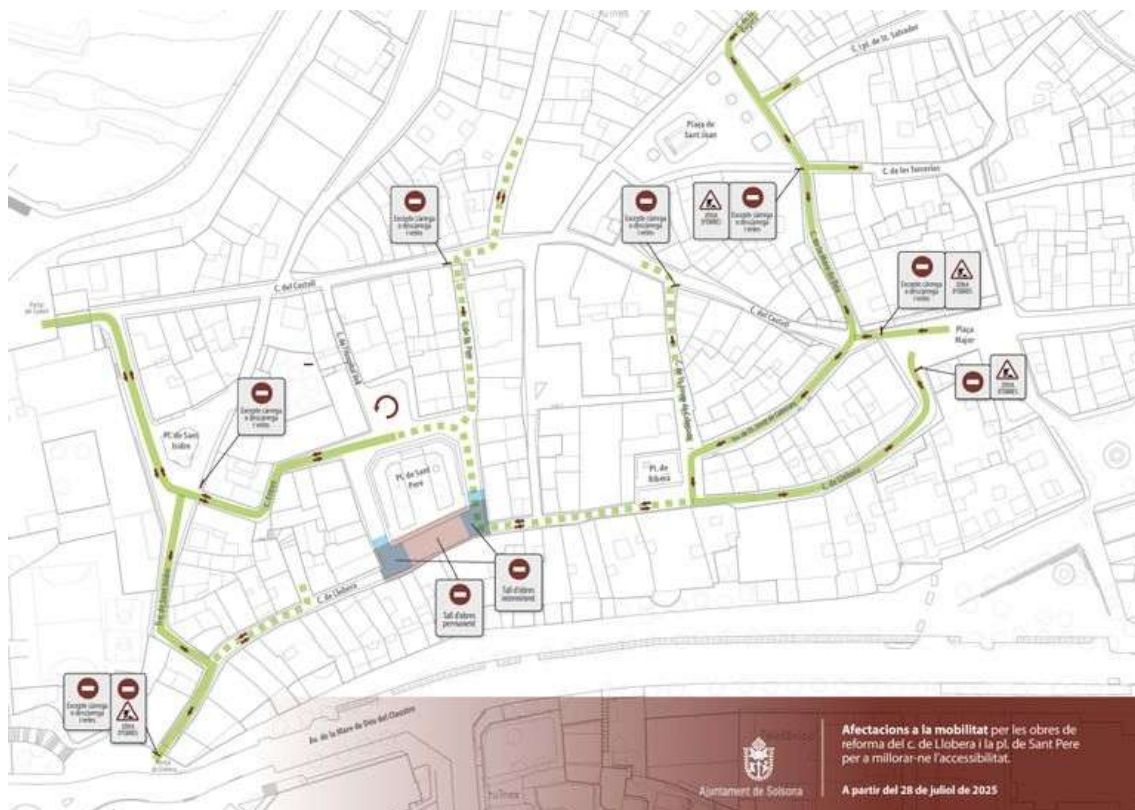 C. i pl. de St. Salvador
Plaça de
Sant Joan
C. de les Torreries
Excepte càrrega
o descàrrega
i veïns
Excepte càrrega
o descàrrega
i veïns
ZONA
D'OBRES
Excepte càrrega
o descàrrega
i veïns
Excepte càrrega
o descàrrega
i veïns
ZONA
D'OBRES
C. del Castell
C. del Castell
Plaça
Major
ZONA
D'OBRES
Excepte càrrega
o descàrrega
i veïns
Pl. de Sant
Isidre
Pl. de Sant
Pere
Pl. de
Ribera
C. de Llobera
C. de Llobera
Tall d'obres
intermitent
Tall d'obres
permanent
Excepte càrrega
o descàrrega
i veïns
ZONA
D'OBRES
Av. de la Mare de Déu del Claustre
Ajuntament de Solsona
Afectacions a la mobilitat per les obres de
reforma del c. de Llobera i la pl. de Sant Pere
per a millorar-ne l'accessibilitat.
A partir del 28 de juliol de 2025